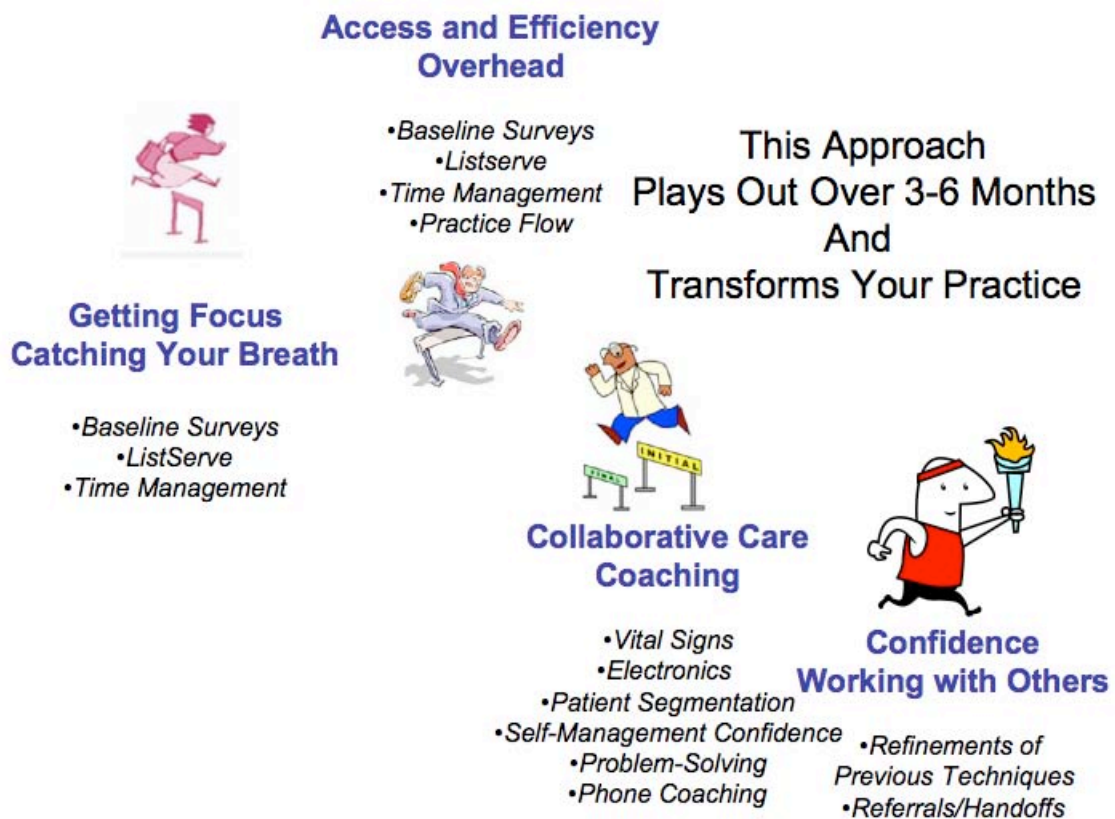 Access and Efficiency
Overhead
•Baseline Surveys
•Listserve
•Time Management
•Practice Flow
This Approach
Plays Out Over 3-6 Months
And
Transforms Your Practice
Getting Focus
Catching Your Breath
•Baseline Surveys
•ListServe
•Time Management
FINAL
INITIAL
Collaborative Care
Coaching
•Vital Signs
•Electronics
•Patient Segmentation
•Self-Management Confidence
•Problem-Solving
•Phone Coaching
Confidence
Working with Others
•Refinements of
Previous Techniques
•Referrals/Handoffs